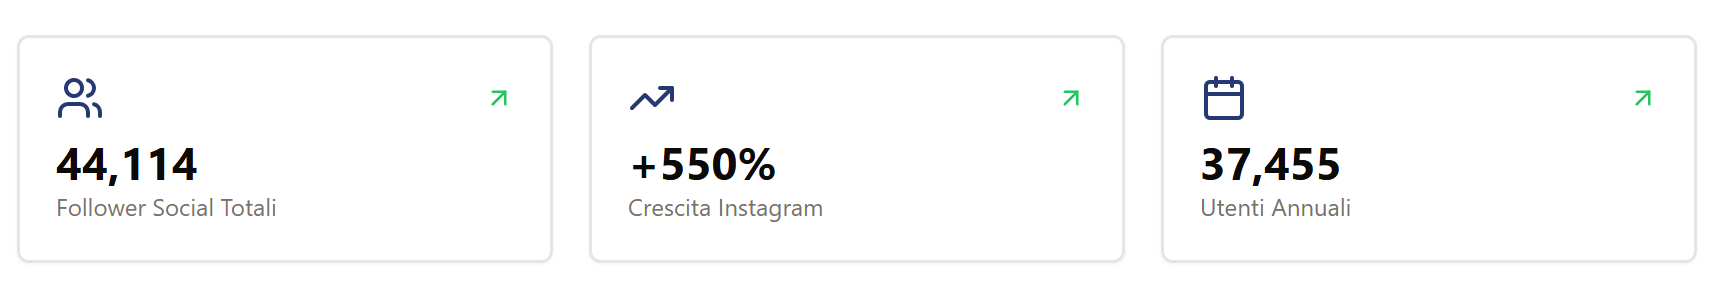 44,114
Follower Social Totali
+550%
Crescita Instagram
37,455
Utenti Annuali